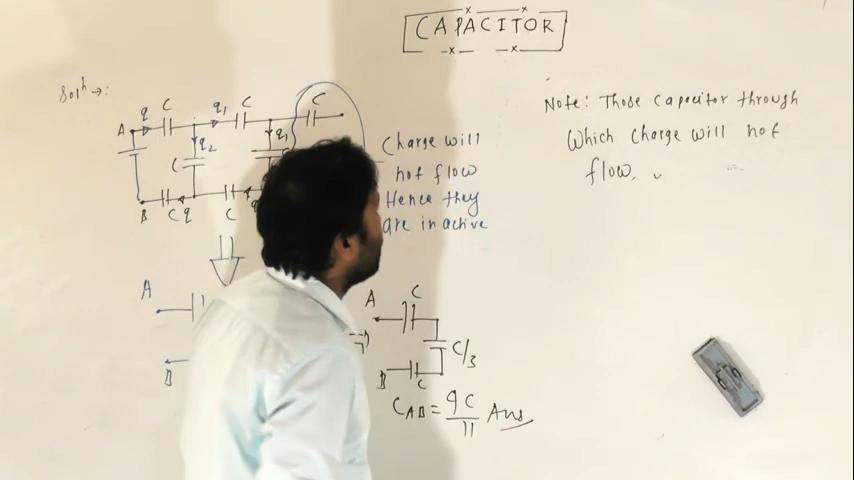 CAPACITOR
Solⁿ →:
q C q₁ C C
A
q₂ q₁
C
B C q C
Charge will
not flow
Hence they
are inactive
Note: Those capacitor through
which charge will not
flow,
A
B
A C
C/3
B C
C_AB = 9C/11 Ans